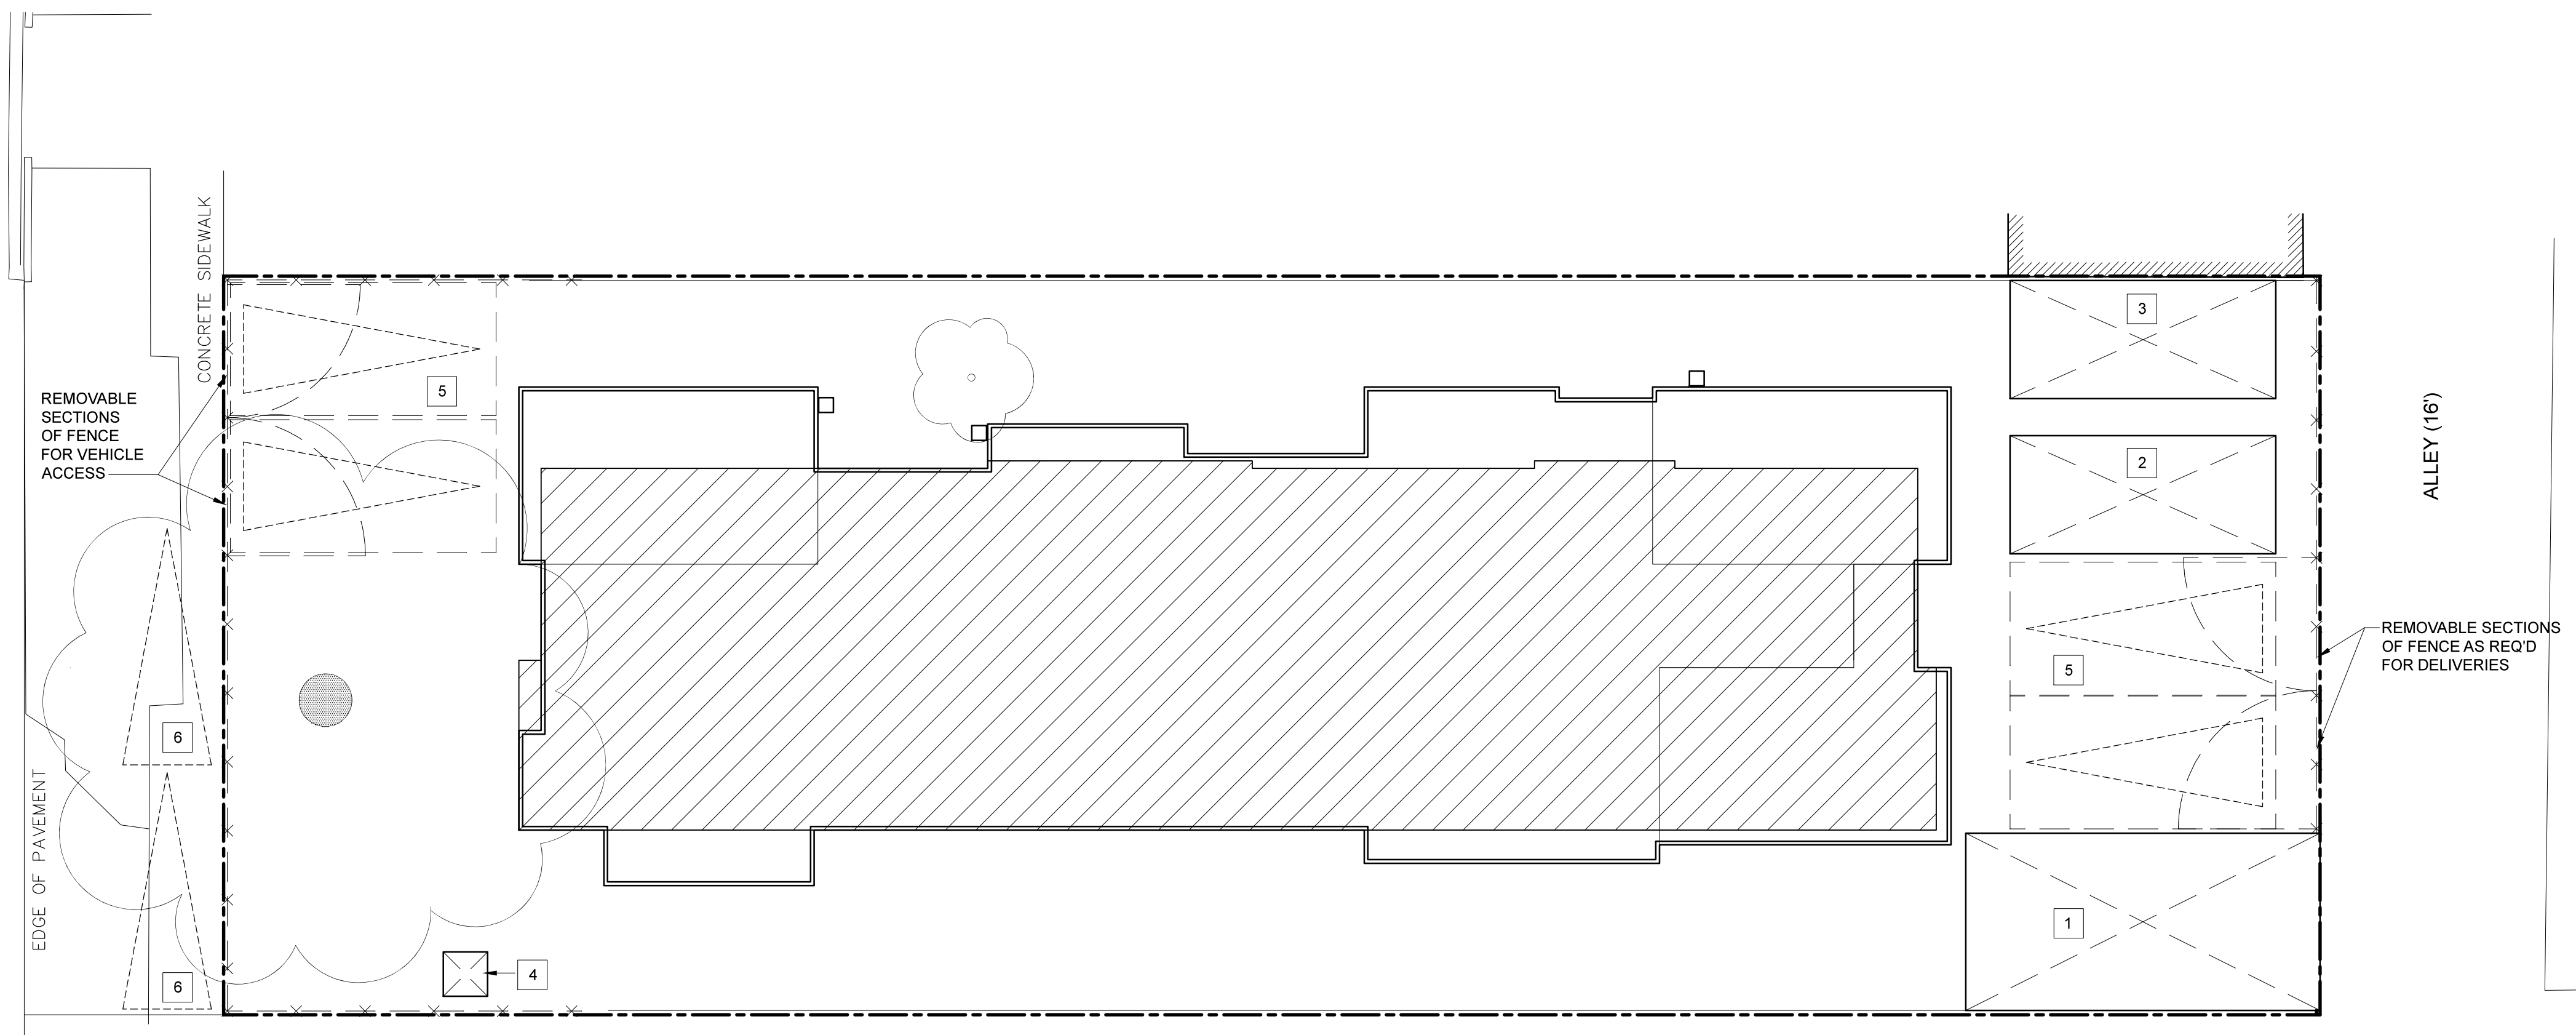 CONCRETE SIDEWALK
REMOVABLE
SECTIONS
OF FENCE
FOR VEHICLE
ACCESS
5
6
6
EDGE OF PAVEMENT
4
3
2
5
1
ALLEY (16')
REMOVABLE SECTIONS
OF FENCE AS REQ'D
FOR DELIVERIES